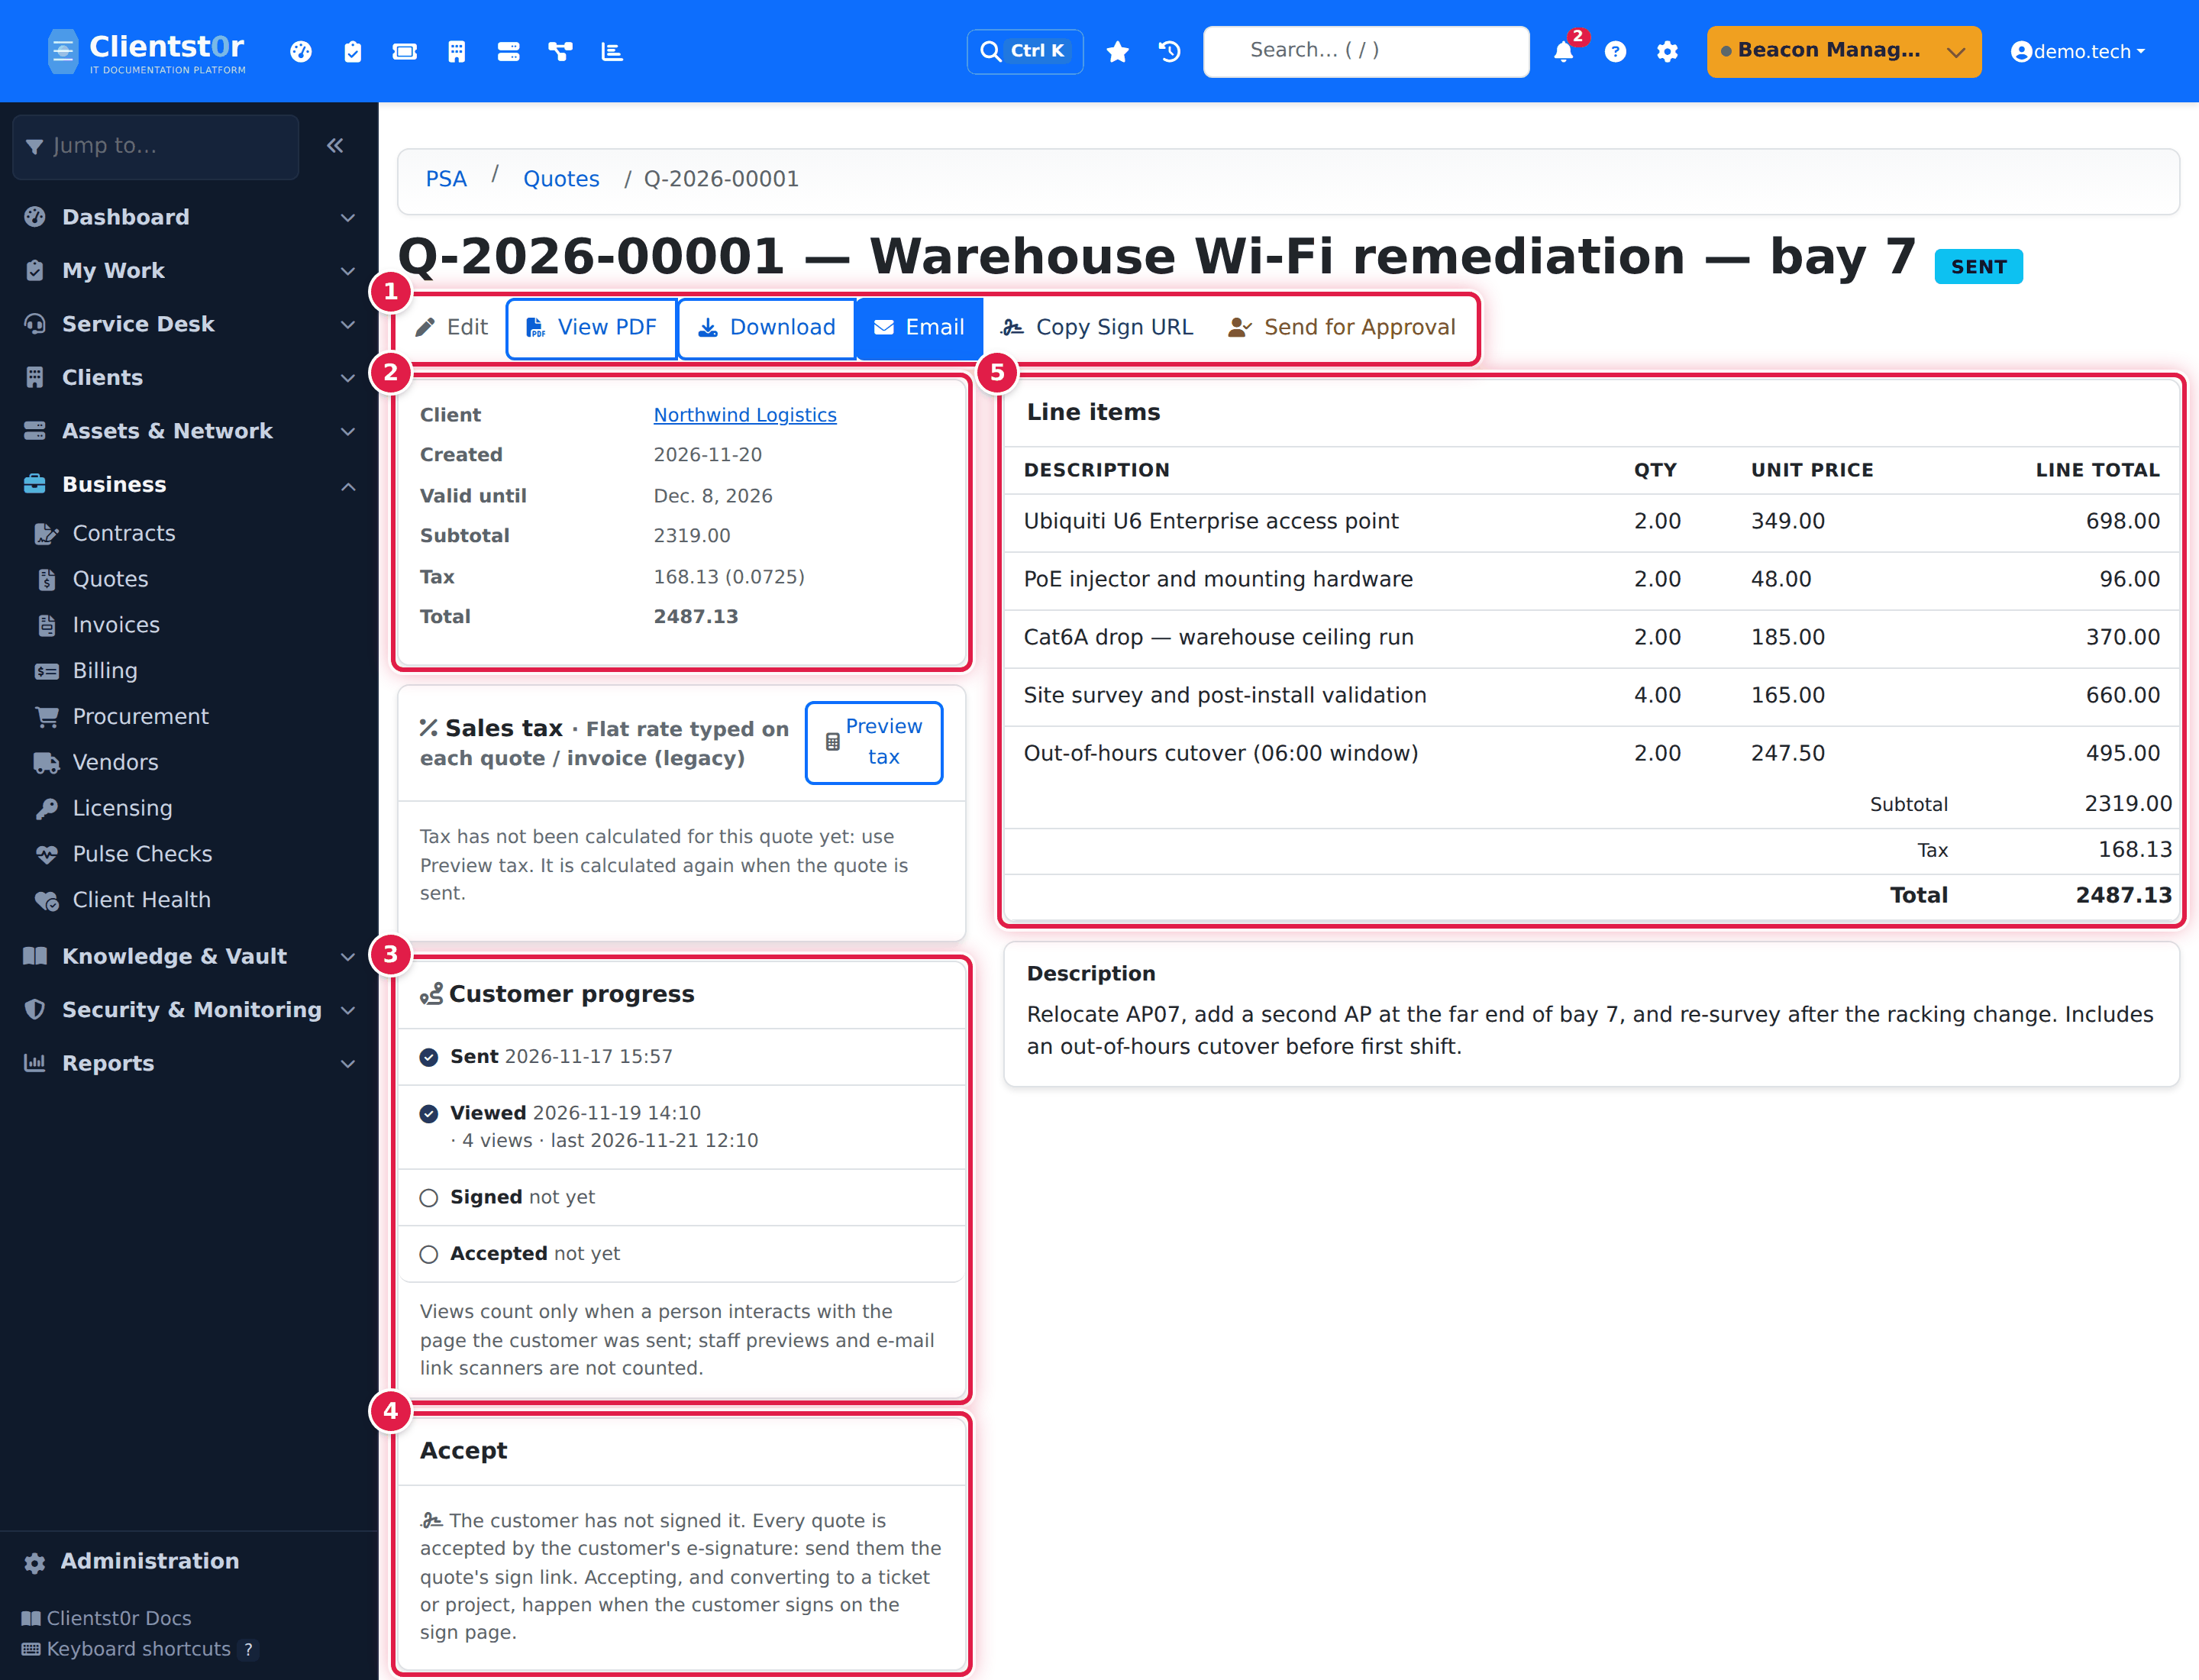 Clientst0r
IT DOCUMENTATION PLATFORM
Ctrl K
Search... ( / )
2
?
Beacon Manag...
demo.tech
Jump to...
Dashboard
My Work
Service Desk
Clients
Assets & Network
Business
Contracts
Quotes
Invoices
Billing
Procurement
Vendors
Licensing
Pulse Checks
Client Health
Knowledge & Vault
Security & Monitoring
Reports
Administration
Clientst0r Docs
Keyboard shortcuts ?
PSA / Quotes / Q-2026-00001
Q-2026-00001 — Warehouse Wi-Fi remediation — bay 7 SENT
1
Edit View PDF Download Email Copy Sign URL Send for Approval
2
Client Northwind Logistics
Created 2026-11-20
Valid until Dec. 8, 2026
Subtotal 2319.00
Tax 168.13 (0.0725)
Total 2487.13
Sales tax · Flat rate typed on
each quote / invoice (legacy)
Preview
tax
Tax has not been calculated for this quote yet: use
Preview tax. It is calculated again when the quote is
sent.
3
Customer progress
Sent 2026-11-17 15:57
Viewed 2026-11-19 14:10
· 4 views · last 2026-11-21 12:10
Signed not yet
Accepted not yet
Views count only when a person interacts with the
page the customer was sent; staff previews and e-mail
link scanners are not counted.
4
Accept
The customer has not signed it. Every quote is
accepted by the customer's e-signature: send them the
quote's sign link. Accepting, and converting to a ticket
or project, happen when the customer signs on the
sign page.
5
Line items
DESCRIPTION QTY UNIT PRICE LINE TOTAL
Ubiquiti U6 Enterprise access point 2.00 349.00 698.00
PoE injector and mounting hardware 2.00 48.00 96.00
Cat6A drop — warehouse ceiling run 2.00 185.00 370.00
Site survey and post-install validation 4.00 165.00 660.00
Out-of-hours cutover (06:00 window) 2.00 247.50 495.00
Subtotal 2319.00
Tax 168.13
Total 2487.13
Description
Relocate AP07, add a second AP at the far end of bay 7, and re-survey after the racking change. Includes
an out-of-hours cutover before first shift.